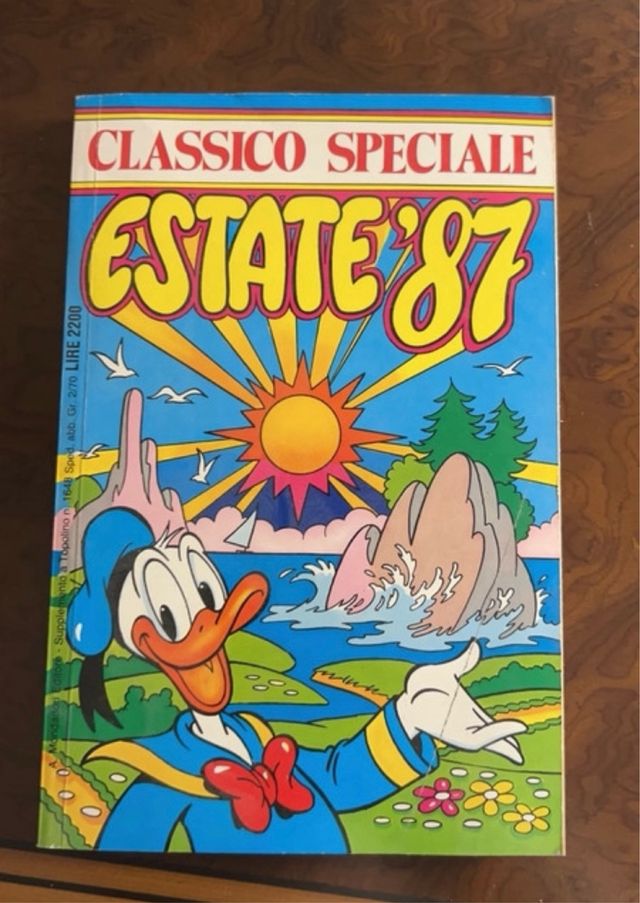 CLASSICO SPECIALE
ESTATE '87
A. Mondadori Editore - Supplemento a Topolino n. 1648 Sped. abb. Gr. 2/70 LIRE 2200